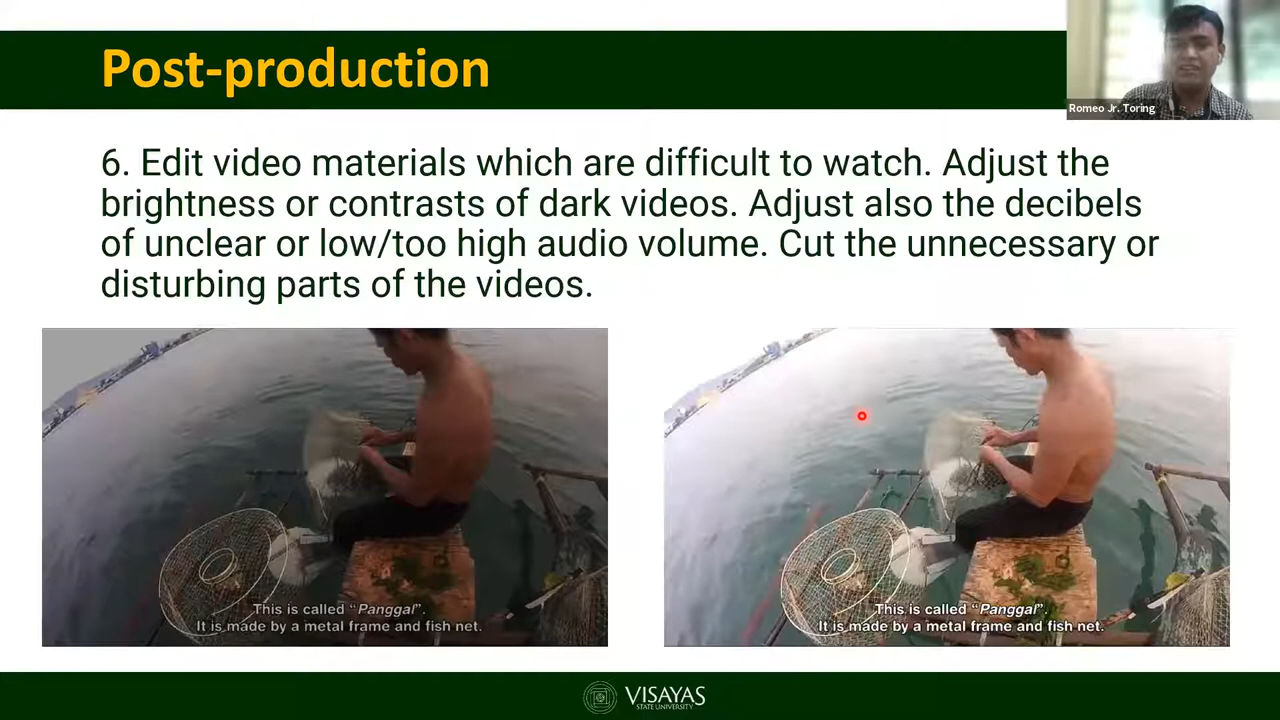 Post-production
Romeo Jr. Toring
6. Edit video materials which are difficult to watch. Adjust the
brightness or contrasts of dark videos. Adjust also the decibels
of unclear or low/too high audio volume. Cut the unnecessary or
disturbing parts of the videos.
This is called “Panggal”.
It is made by a metal frame and fish net.
This is called “Panggal”.
It is made by a metal frame and fish net.
VISAYAS
STATE UNIVERSITY